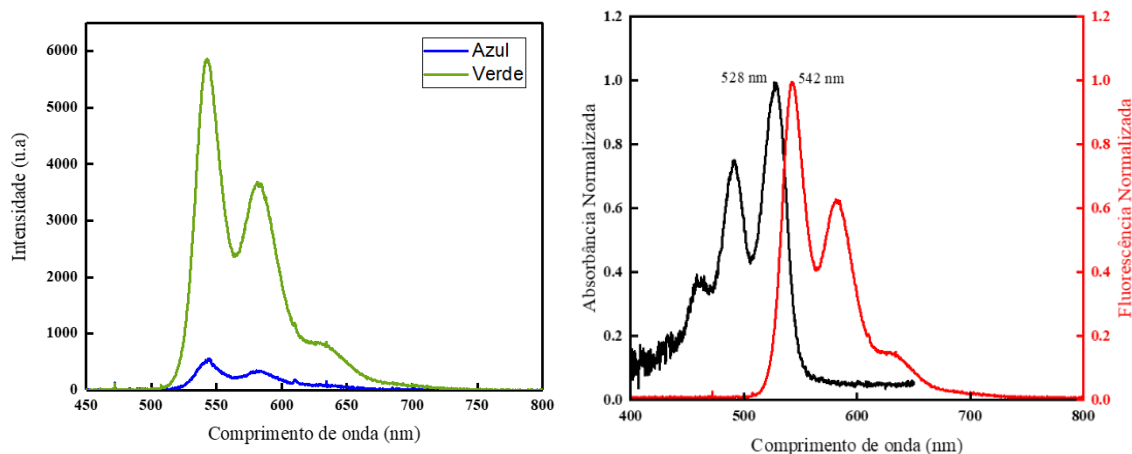 Azul
Verde
6000
5000
4000
3000
2000
1000
0
450 500 550 600 650 700 750 800
Intensidade (u.a)
Comprimento de onda (nm)
528 nm 542 nm
1.2
1.0
0.8
0.6
0.4
0.2
0.0
400 500 600 700 800
1.2
1.0
0.8
0.6
0.4
0.2
0.0
Absorbância Normalizada
Fluorescência Normalizada
Comprimento de onda (nm)